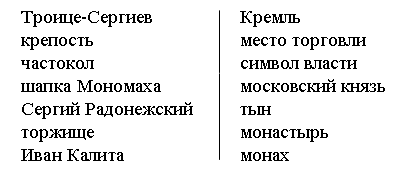 Троице-Сергиев Кремль
крепость место торговли
частокол символ власти
шапка Мономаха московский князь
Сергий Радонежский тын
торжище монастырь
Иван Калита монах